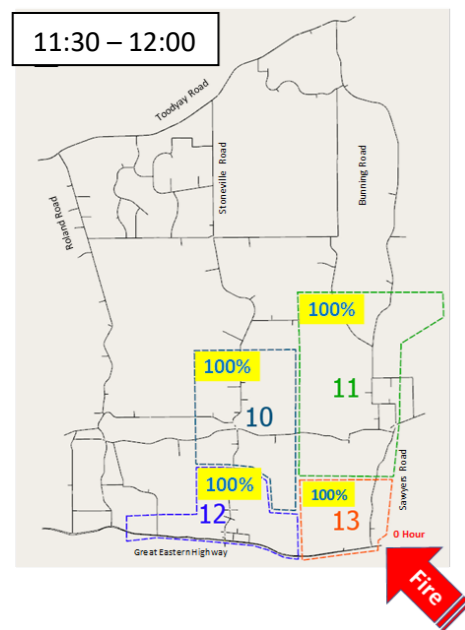 11:30 – 12:00
Toodyay Road
Stoneville Road
Bunning Road
Roland Road
100%
100%
11
10
100%
100%
12
13
Sawyers Road
0 Hour
Great Eastern Highway
Fire